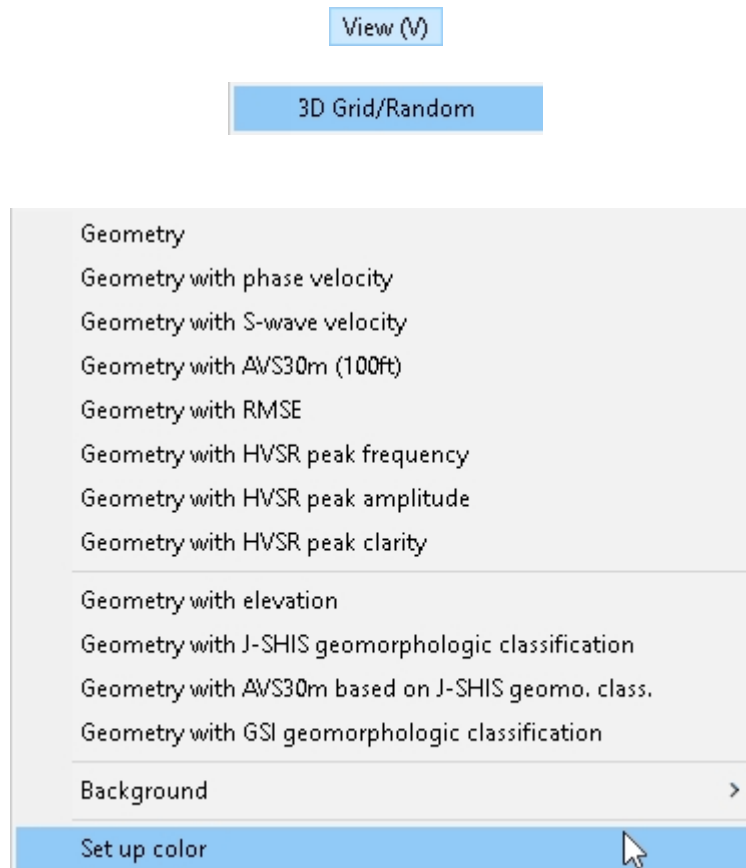 View (V)
3D Grid/Random
Geometry
Geometry with phase velocity
Geometry with S-wave velocity
Geometry with AVS30m (100ft)
Geometry with RMSE
Geometry with HVSR peak frequency
Geometry with HVSR peak amplitude
Geometry with HVSR peak clarity
Geometry with elevation
Geometry with J-SHIS geomorphologic classification
Geometry with AVS30m based on J-SHIS geomo. class.
Geometry with GSI geomorphologic classification
Background
Set up color